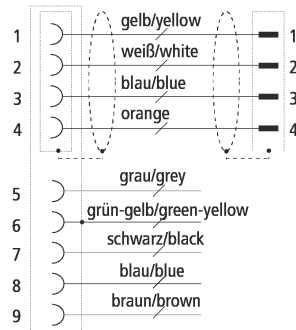 gelb/yellow
1 1
weiß/white
2 2
blau/blue
3 3
orange
4 4
grau/grey
5
grün-gelb/green-yellow
6
schwarz/black
7
blau/blue
8
braun/brown
9